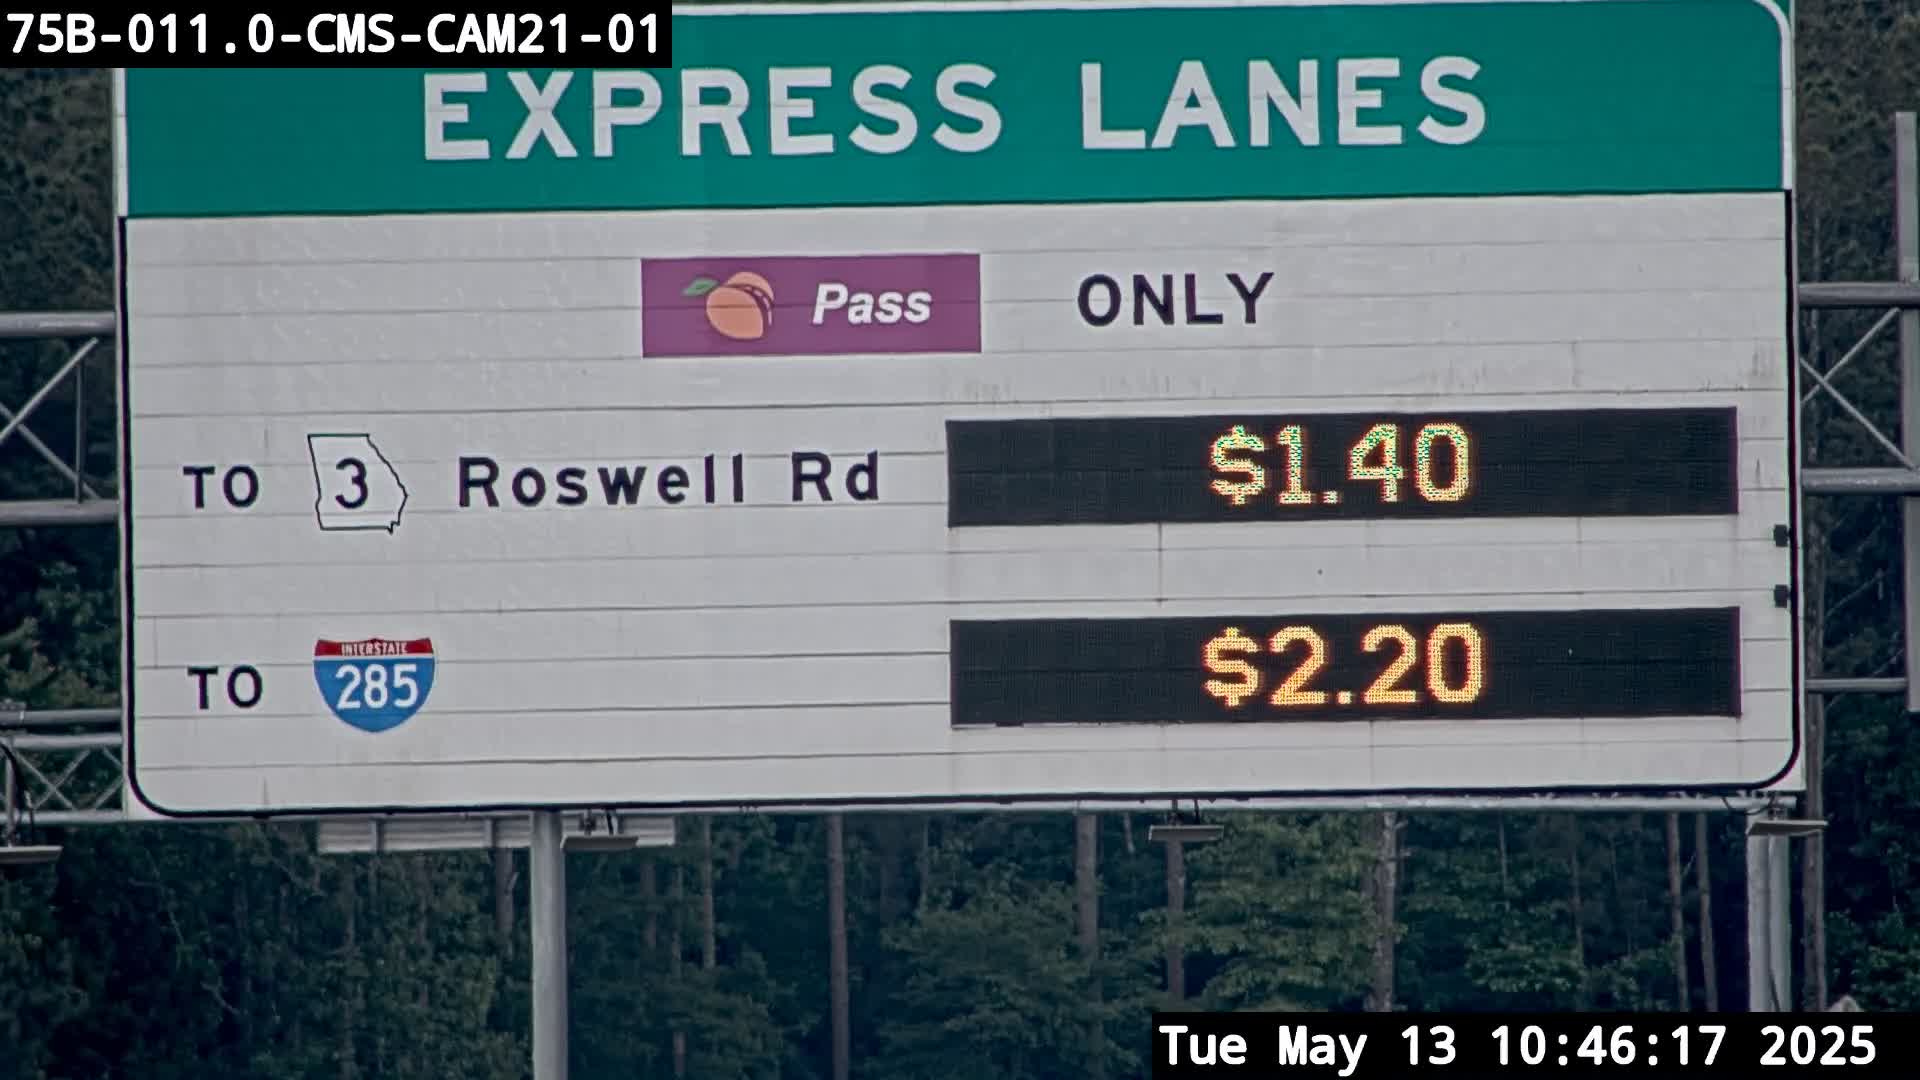 75B-011.0-CMS-CAM21-01
EXPRESS LANES
Pass ONLY
TO 3 Roswell Rd $1.40
TO INTERSTATE 285 $2.20
Tue May 13 10:46:17 2025